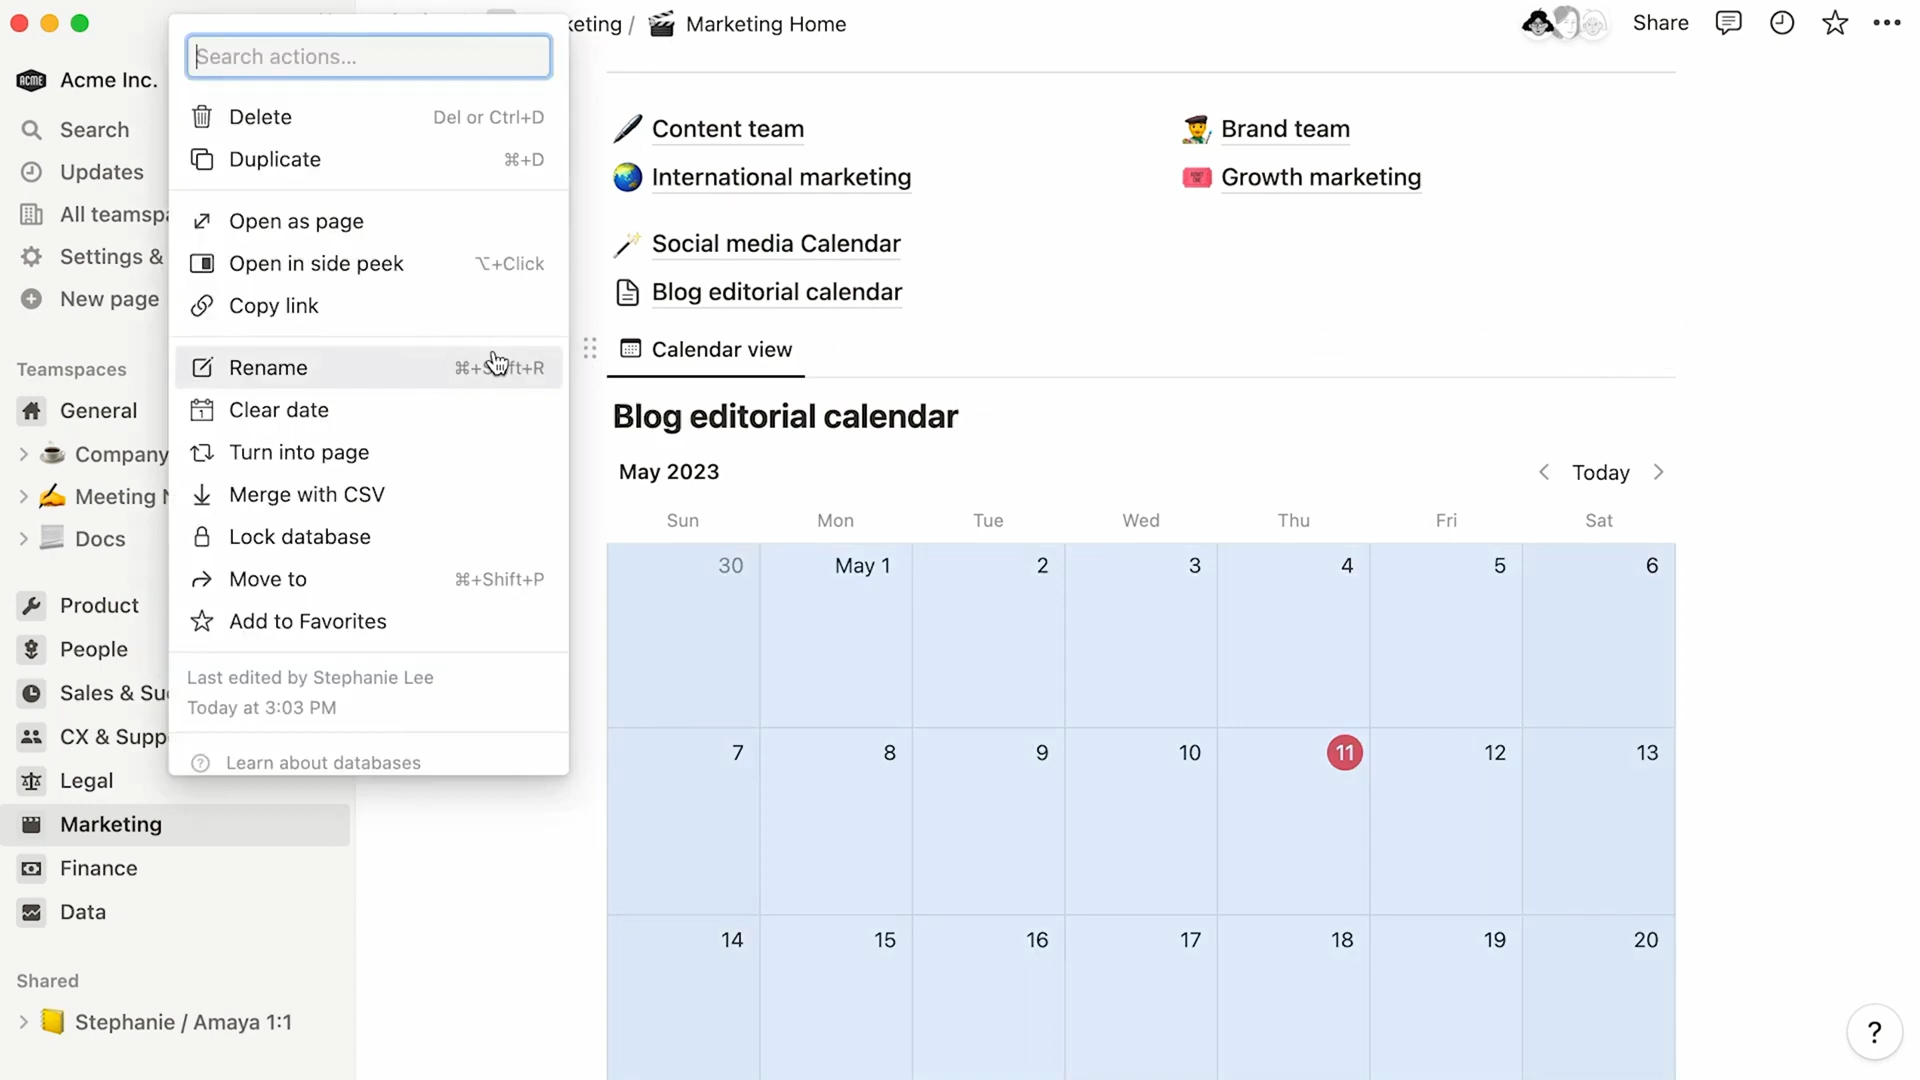 keting / Marketing Home
Share
ACME Acme Inc.
Search
Updates
All teamspa
Settings &
New page
Teamspaces
General
Company
Meeting N
Docs
Product
People
Sales & Su
CX & Supp
Legal
Marketing
Finance
Data
Shared
Stephanie / Amaya 1:1
Search actions...
Delete Del or Ctrl+D
Duplicate ⌘+D
Open as page
Open in side peek ⌥+Click
Copy link
Rename
Clear date
Turn into page
Merge with CSV
Lock database
Move to ⌘+Shift+P
Add to Favorites
Last edited by Stephanie Lee
Today at 3:03 PM
? Learn about databases
Content team
Brand team
International marketing
Growth marketing
Social media Calendar
Blog editorial calendar
Calendar view
Blog editorial calendar
May 2023
Today
Sun Mon Tue Wed Thu Fri Sat
30 May 1 2 3 4 5 6
7 8 9 10 11 12 13
14 15 16 17 18 19 20
?